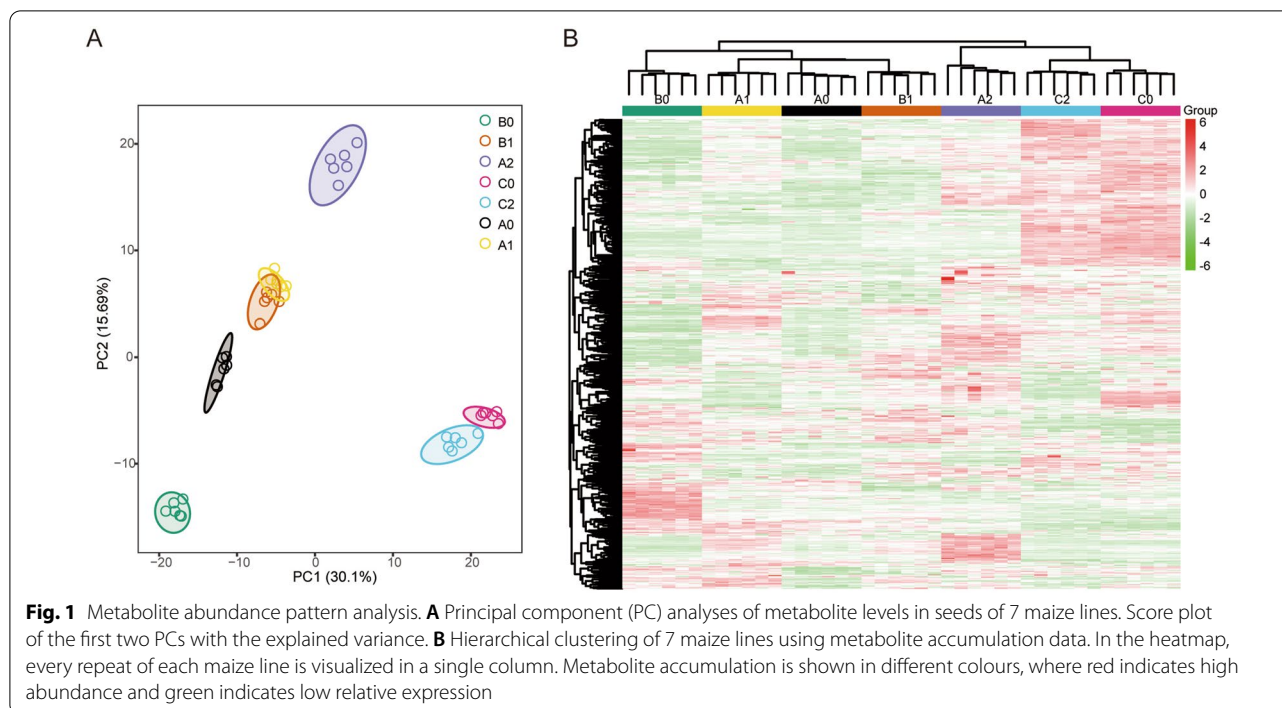 A
20
10
0
−10
−20
−10
0
10
20
PC2 (15.69%)
PC1 (30.1%)
B0
B1
A2
C0
C2
A0
A1
B
B0 A1 A0 B1 A2 C2 C0
Group
6
4
2
0
-2
-4
-6
Fig. 1 Metabolite abundance pattern analysis. A Principal component (PC) analyses of metabolite levels in seeds of 7 maize lines. Score plot
of the first two PCs with the explained variance. B Hierarchical clustering of 7 maize lines using metabolite accumulation data. In the heatmap,
every repeat of each maize line is visualized in a single column. Metabolite accumulation is shown in different colours, where red indicates high
abundance and green indicates low relative expression